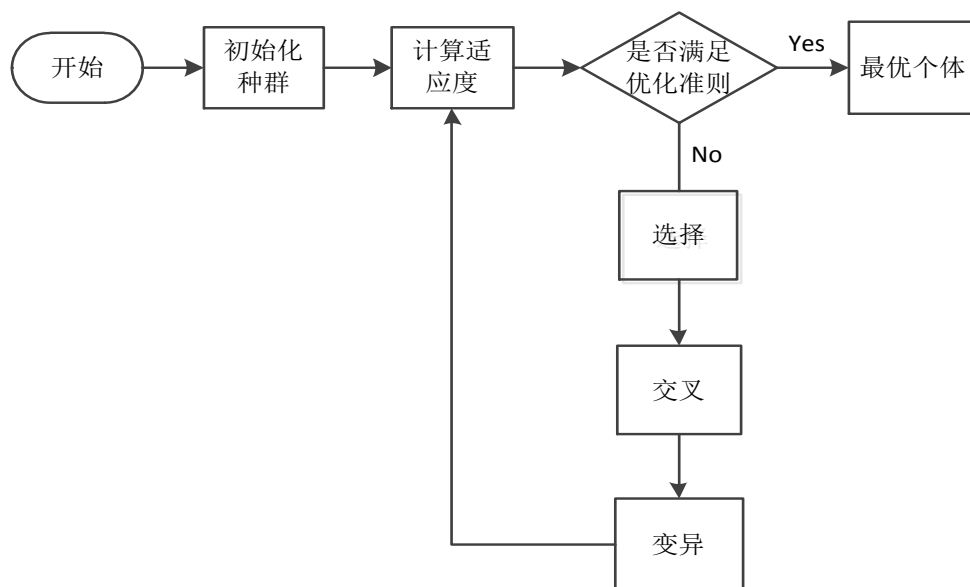 开始
初始化
种群
计算适
应度
是否满足
优化准则
Yes
最优个体
No
选择
交叉
变异